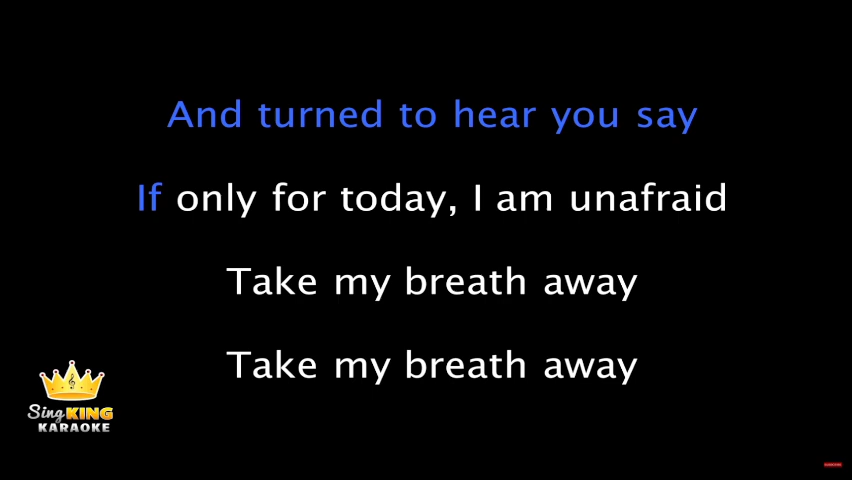 And turned to hear you say
If only for today, I am unafraid
Take my breath away
Take my breath away
Sing KING
KARAOKE